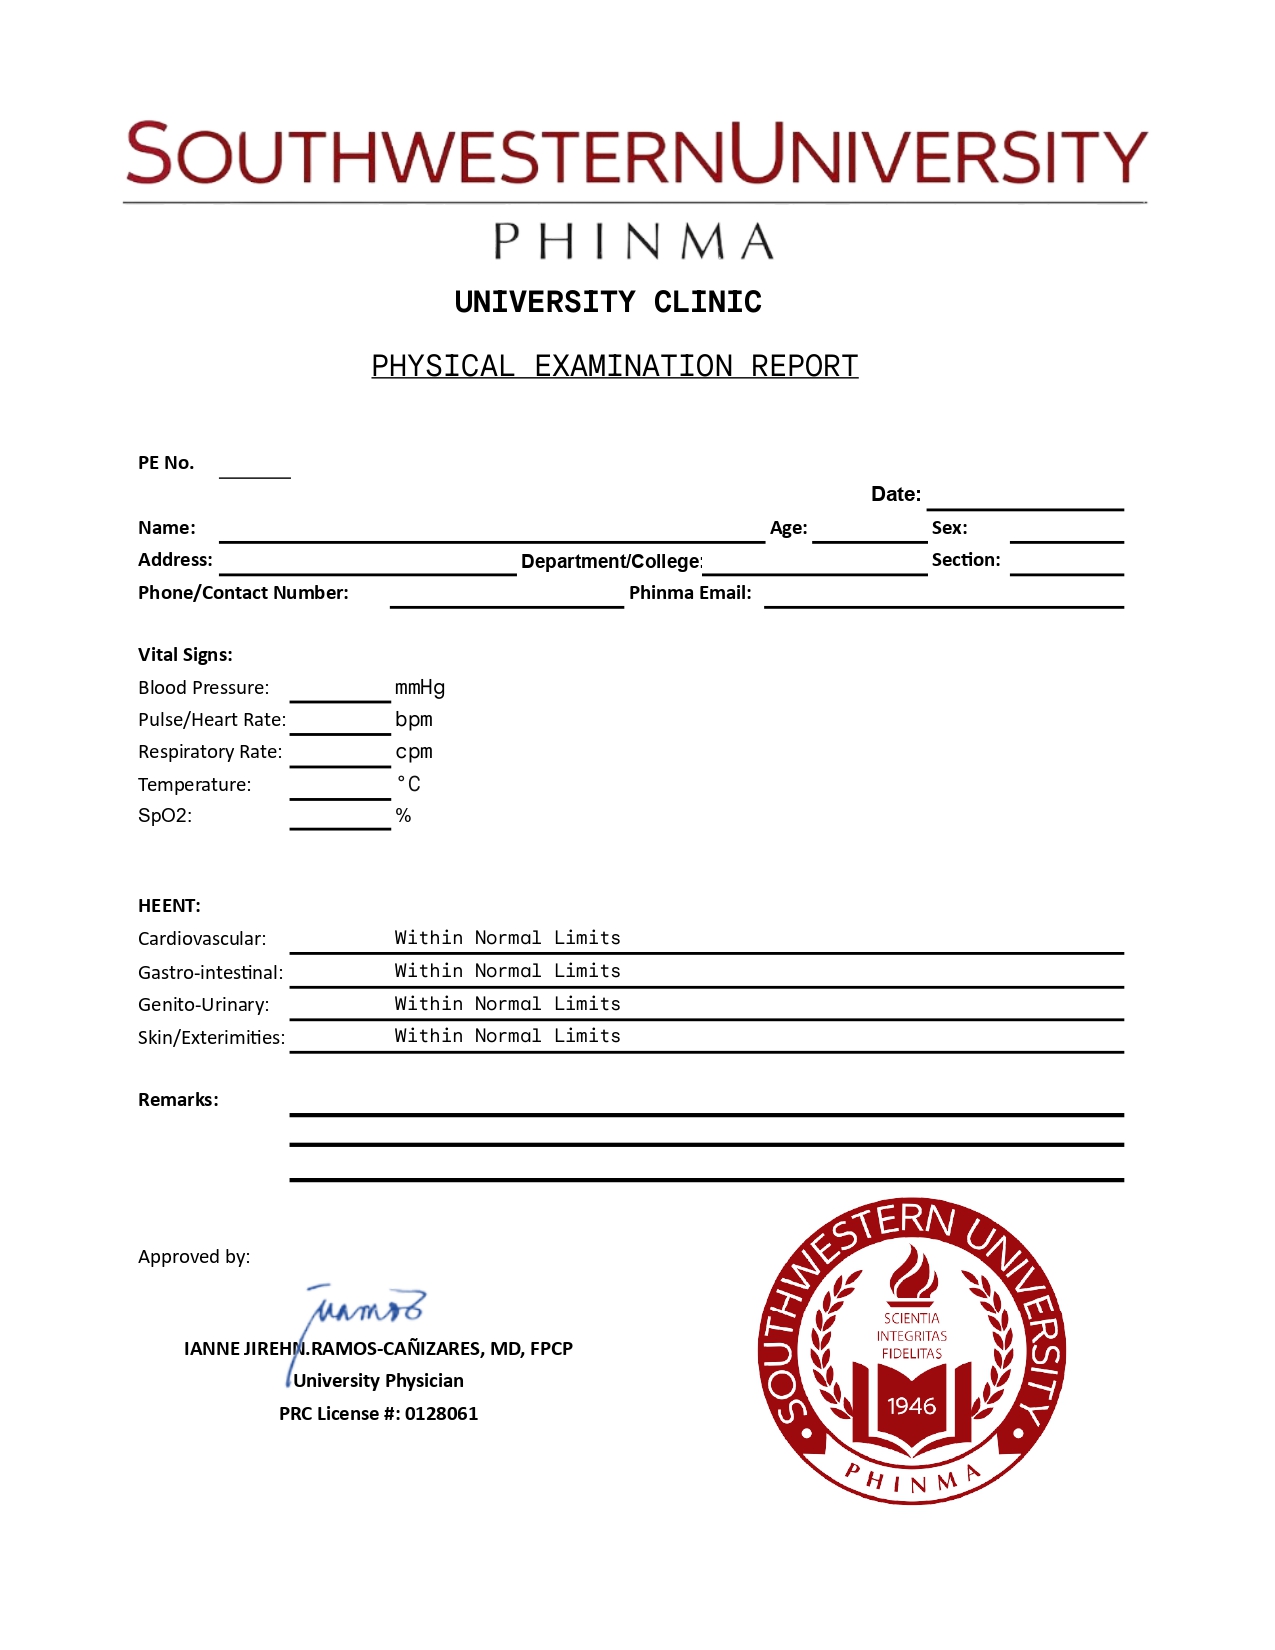 SOUTHWESTERNUNIVERSITY
PHINMA
UNIVERSITY CLINIC
PHYSICAL EXAMINATION REPORT
PE No.
Date:
Name: Age: Sex:
Address: Department/College: Section:
Phone/Contact Number: Phinma Email:
Vital Signs:
Blood Pressure: mmHg
Pulse/Heart Rate: bpm
Respiratory Rate: cpm
Temperature: °C
SpO2: %
HEENT:
Cardiovascular: Within Normal Limits
Gastro-intestinal: Within Normal Limits
Genito-Urinary: Within Normal Limits
Skin/Exterimities: Within Normal Limits
Remarks:
Approved by:
IANNE JIREHN.RAMOS-CAÑIZARES, MD, FPCP
University Physician
PRC License #: 0128061
SOUTHWESTERN UNIVERSITY
SCIENTIA
INTEGRITAS
FIDELITAS
1946
PHINMA